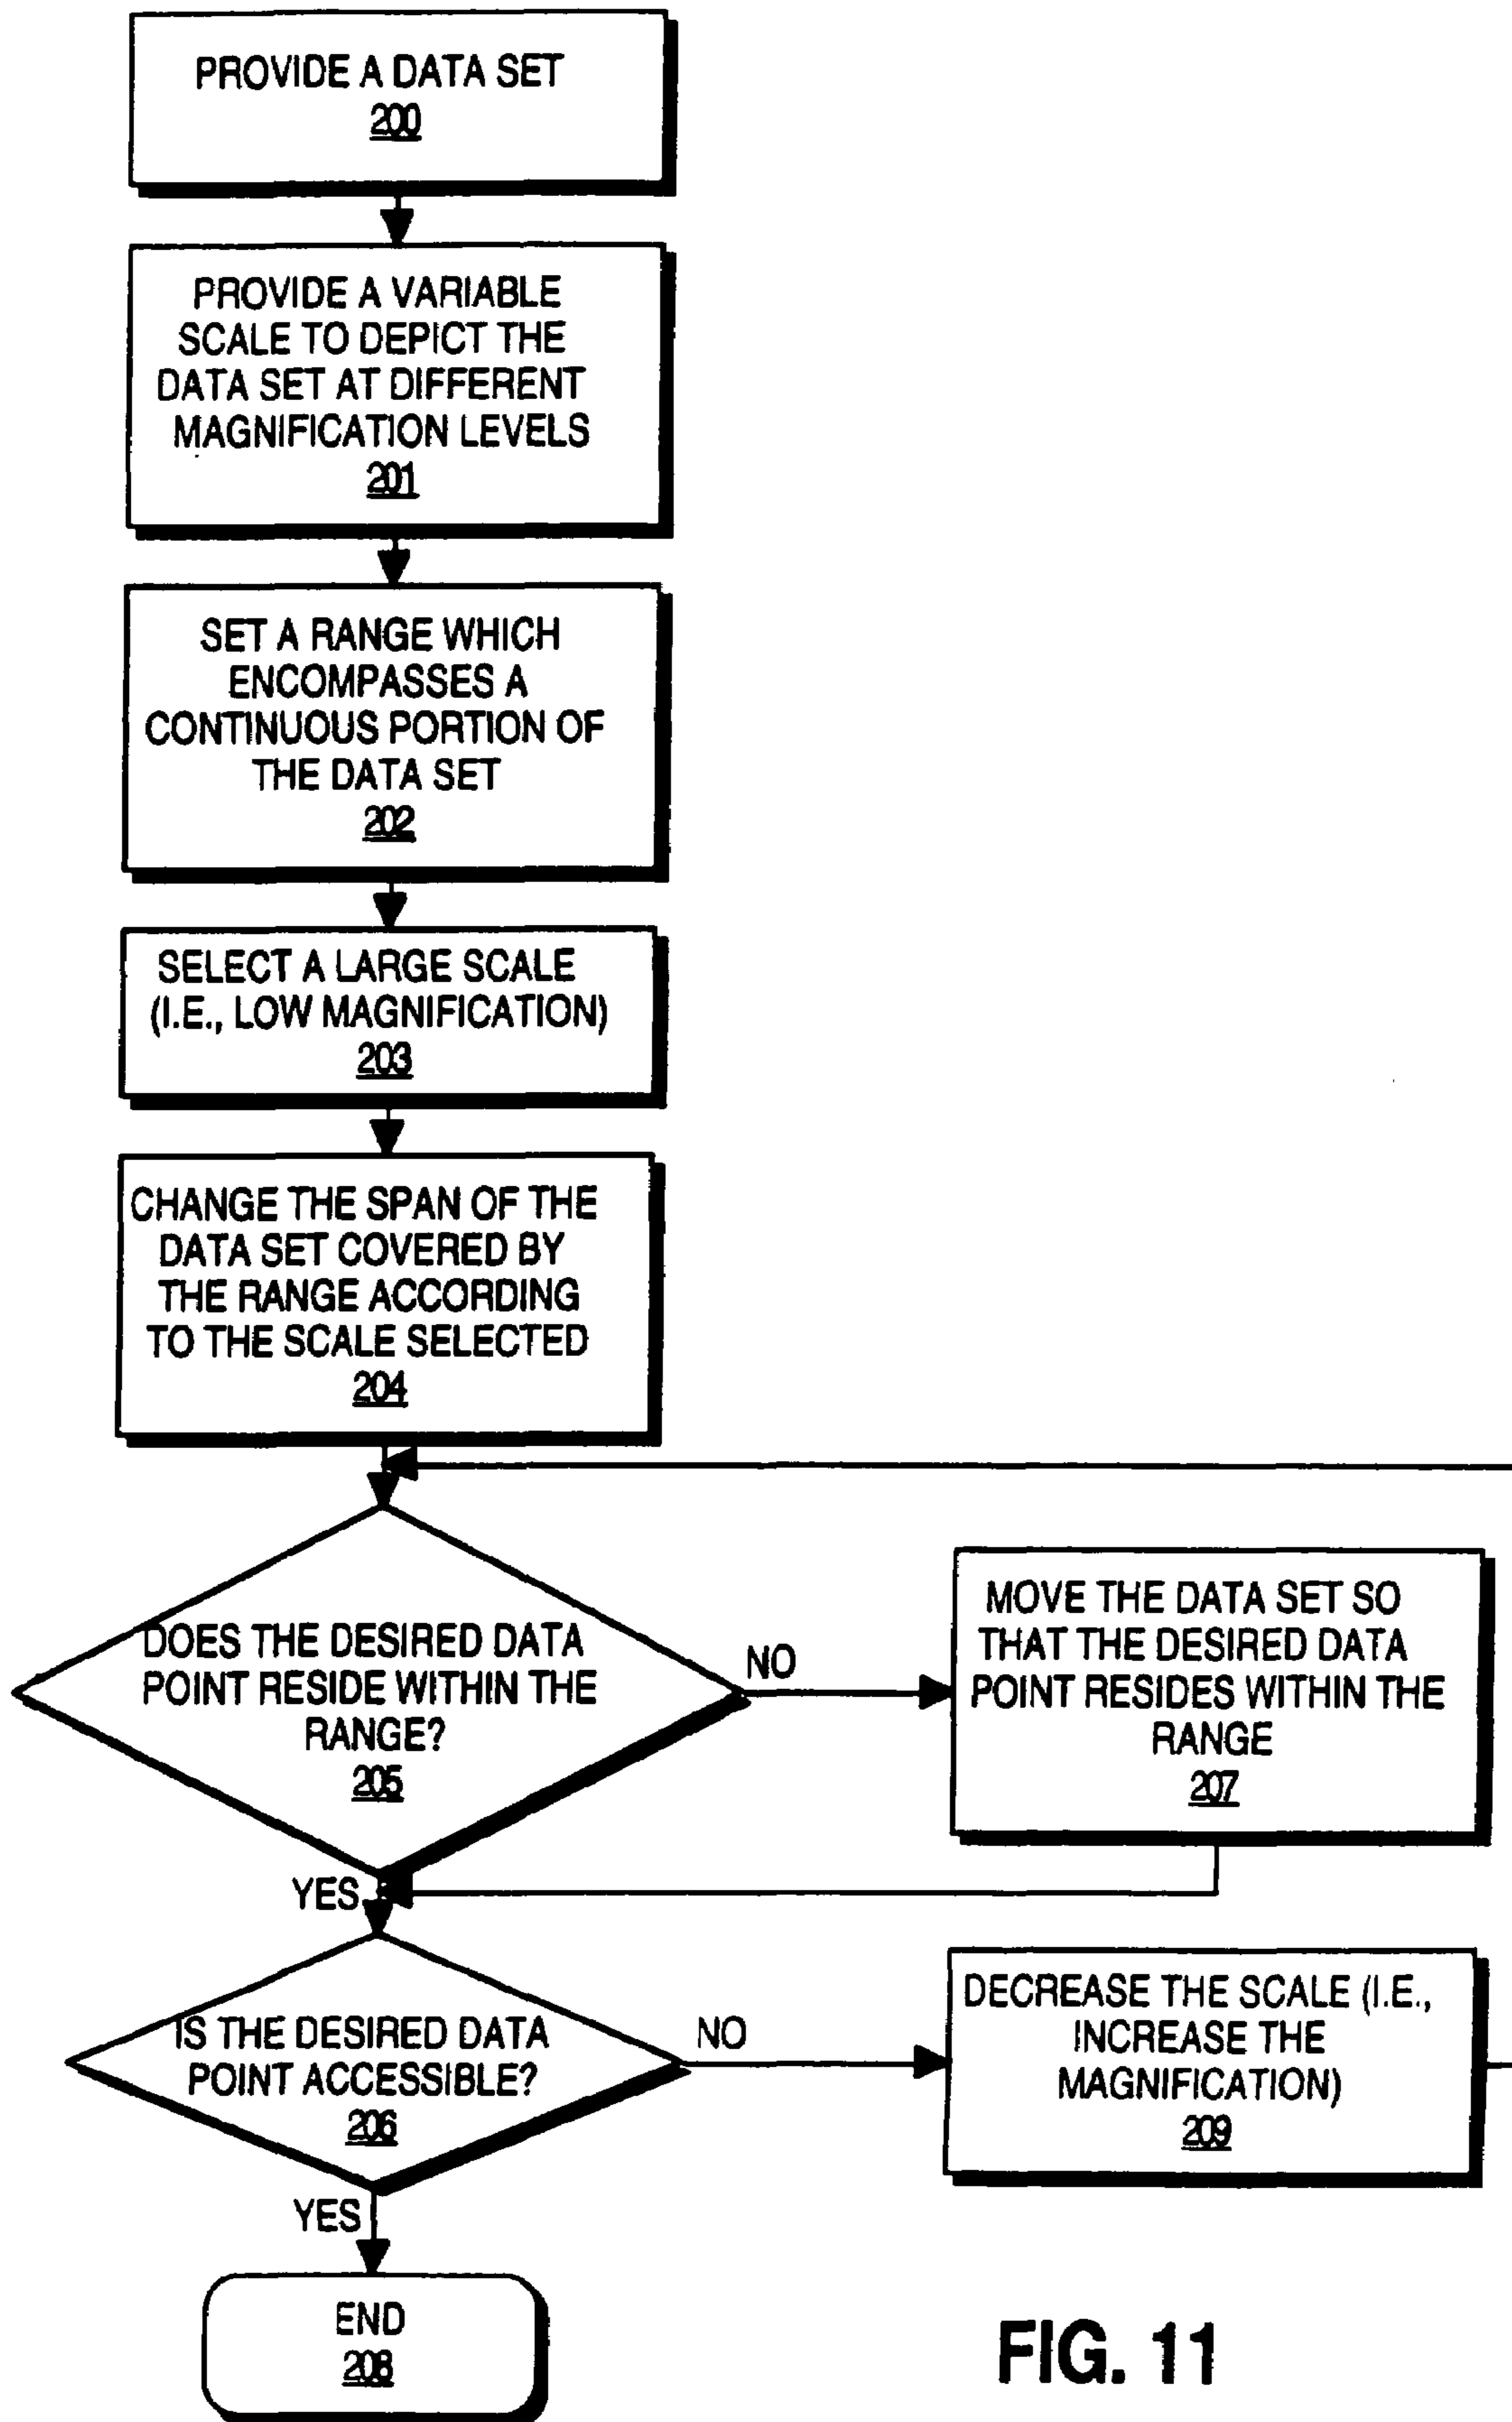 PROVIDE A DATA SET
200
PROVIDE A VARIABLE
SCALE TO DEPICT THE
DATA SET AT DIFFERENT
MAGNIFICATION LEVELS
201
SET A RANGE WHICH
ENCOMPASSES A
CONTINUOUS PORTION OF
THE DATA SET
202
SELECT A LARGE SCALE
(I.E., LOW MAGNIFICATION)
203
CHANGE THE SPAN OF THE
DATA SET COVERED BY
THE RANGE ACCORDING
TO THE SCALE SELECTED
204
DOES THE DESIRED DATA
POINT RESIDE WITHIN THE
RANGE?
205
NO
MOVE THE DATA SET SO
THAT THE DESIRED DATA
POINT RESIDES WITHIN THE
RANGE
207
YES
IS THE DESIRED DATA
POINT ACCESSIBLE?
206
NO
DECREASE THE SCALE (I.E.,
INCREASE THE
MAGNIFICATION)
209
YES
END
208
FIG. 11